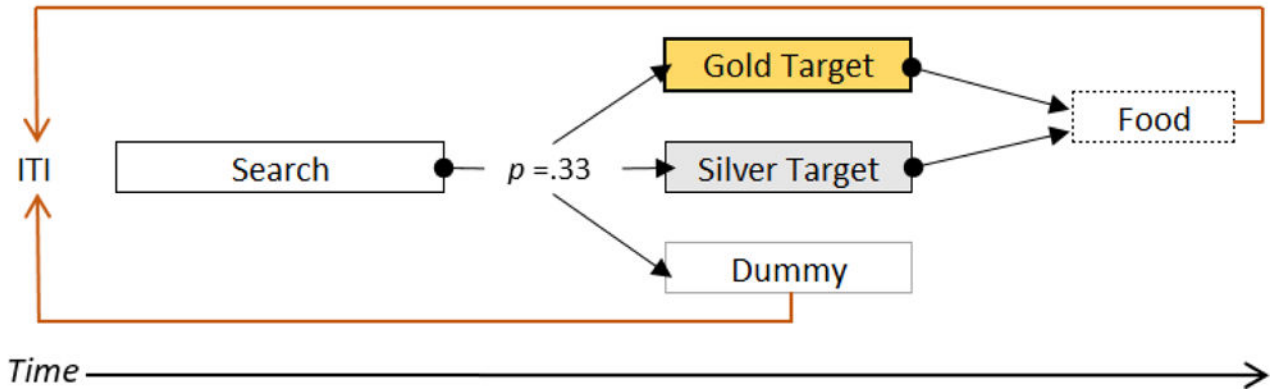 Gold Target
Food
ITI
Search
p =.33
Silver Target
Dummy
Time